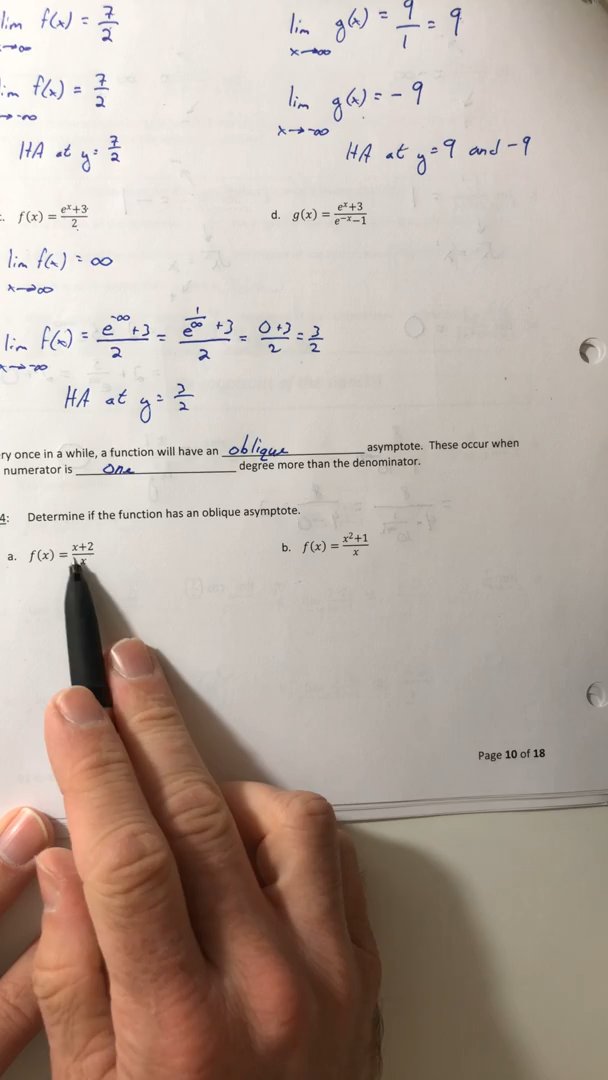 lim f(x) = 7/2
x→∞
lim g(x) = 9/1 = 9
x→∞
lim f(x) = 7/2
→-∞
lim g(x) = -9
x→-∞
HA at y= 7/2
HA at y=9 and -9
c. f(x) = (eˣ+3)/2
d. g(x) = (eˣ+3)/(e⁻ˣ−1)
lim f(x) = ∞
x→∞
lim f(x) = (e^-∞ +3)/2 = (1/e^∞ +3)/2 = (0+3)/2 = 3/2
x→-∞
HA at y= 3/2
ry once in a while, a function will have an oblique asymptote. These occur when
numerator is one degree more than the denominator.
4: Determine if the function has an oblique asymptote.
a. f(x) = (x+2)/x
b. f(x) = (x²+1)/x
Page 10 of 18